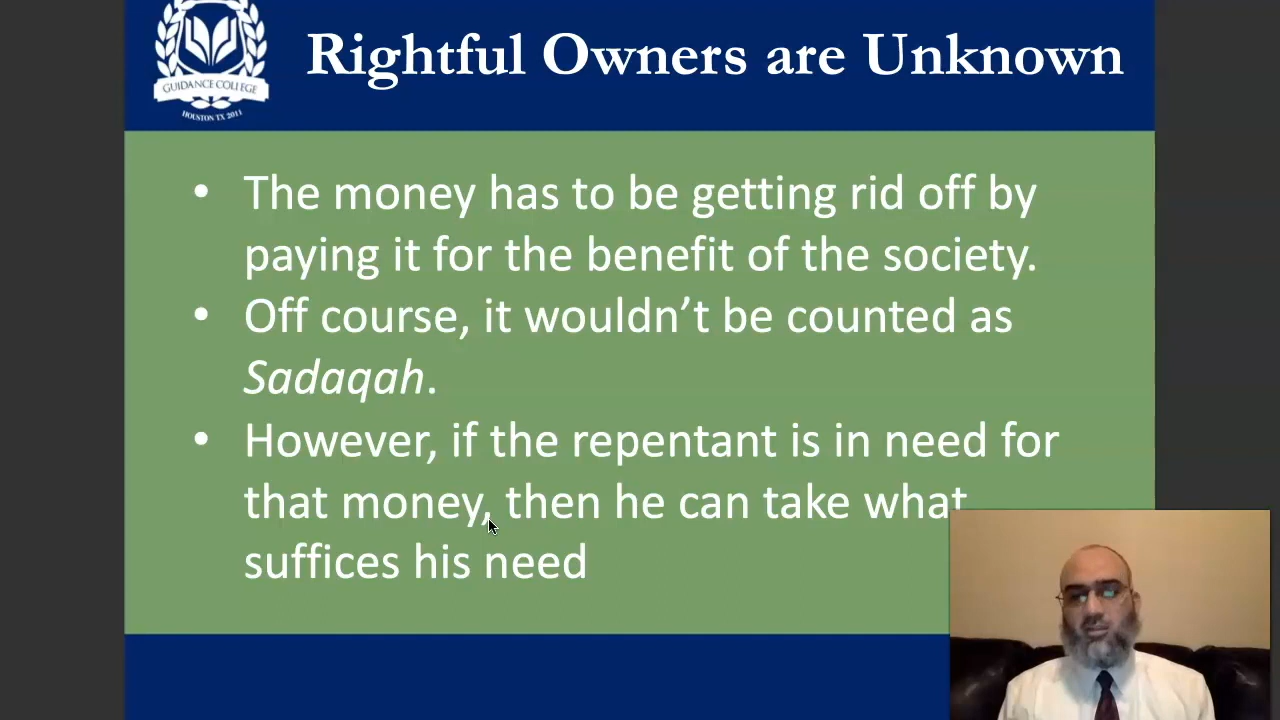 GUIDANCE COLLEGE
HOUSTON TX 2011
Rightful Owners are Unknown
• The money has to be getting rid off by
paying it for the benefit of the society.
• Off course, it wouldn’t be counted as
Sadaqah.
• However, if the repentant is in need for
that money, then he can take what
suffices his need